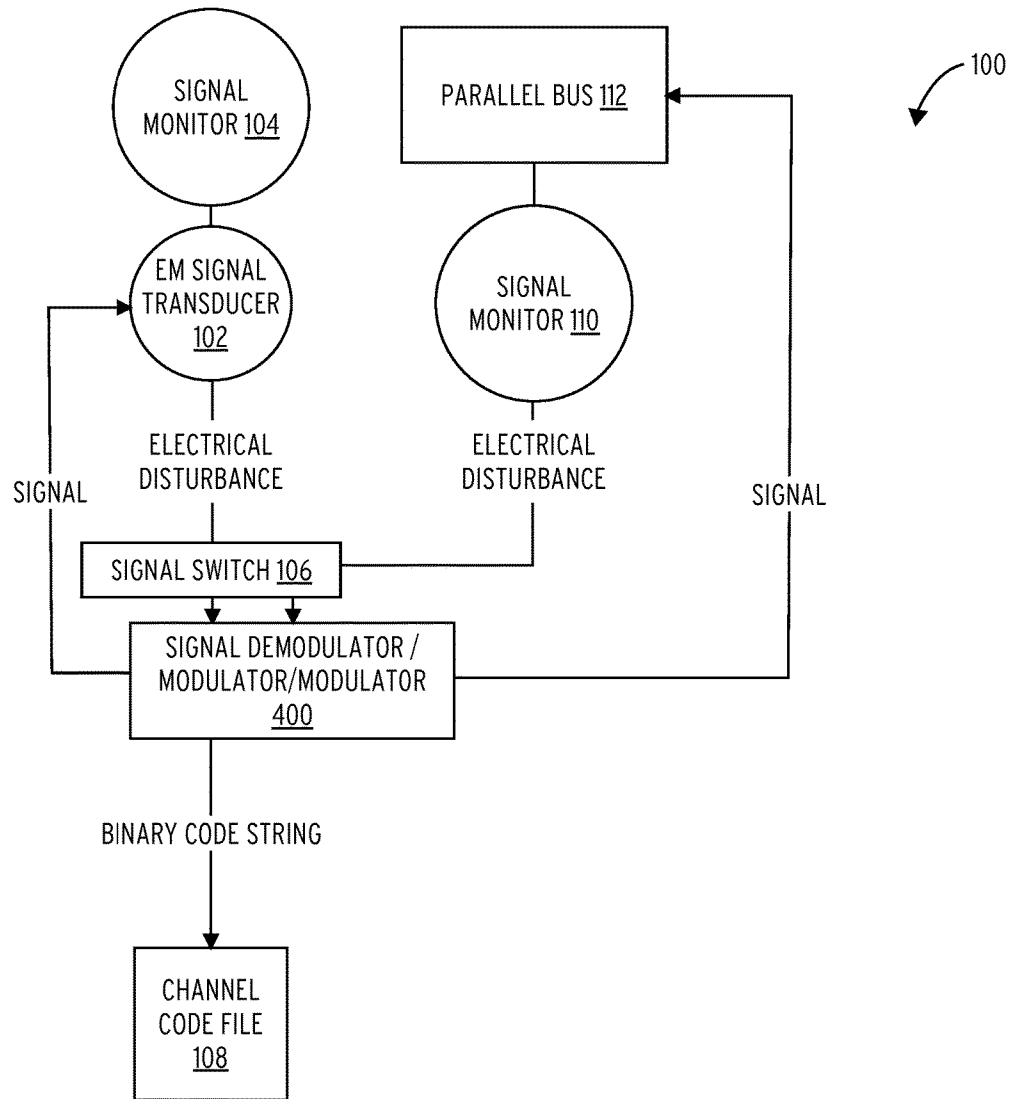 SIGNAL
MONITOR 104
PARALLEL BUS 112
100
EM SIGNAL
TRANSDUCER
102
SIGNAL
MONITOR 110
ELECTRICAL
DISTURBANCE
ELECTRICAL
DISTURBANCE
SIGNAL
SIGNAL
SIGNAL SWITCH 106
SIGNAL DEMODULATOR /
MODULATOR/MODULATOR
400
BINARY CODE STRING
CHANNEL
CODE FILE
108